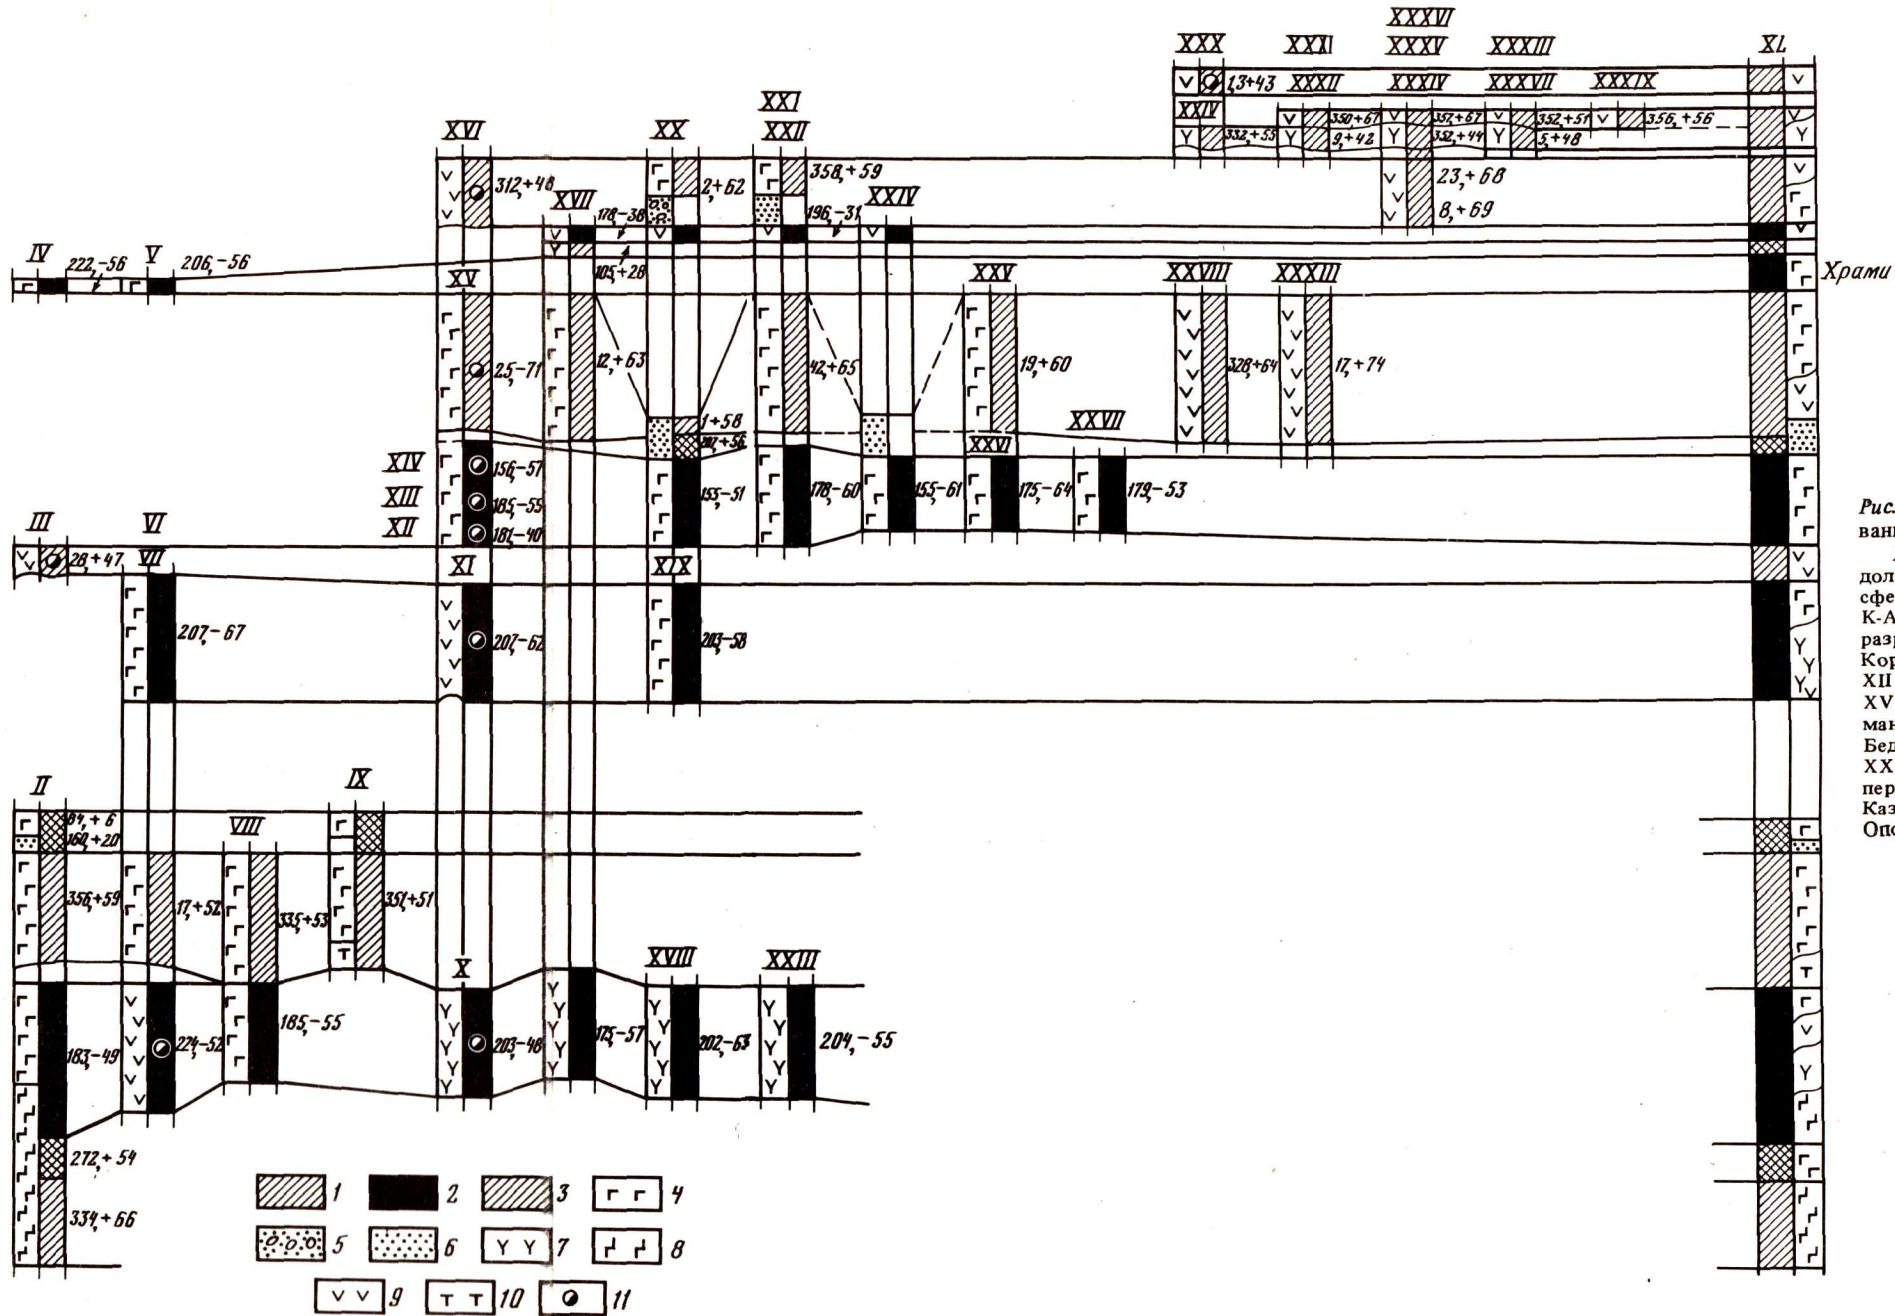 XXXVI
XXX XXXI XXXV XXXIII XL
1,3+43 XXXII XXXIV XXXVII XXXIX
XXI
XXIV 350+67 357,+67 352,+51 356,+56
XVI XX XXII 332,+55 9,+42 352,+44 5,+48
312,+48 2,+62 358,+59 23,+68
XVII 178,-38 196,-31 XXIV 8,+69
IV 222,-56 V 206,-56 105,+28
XV XXV XXVIII XXXIII Храми
25,-71 12,+63 42,+65 19,+60 328,+64 17,+74
1+58 XXVII
207,+56 XXVI
XIV 156,-57
XIII 185,-55 155,-51 178,-60 155,-61 175,-64 179,-53
XII 181,-40
III VI
28,+47 VII XI XIX
207,-67 207,-62 203,-58
II IX
84,+6 VIII
160,+20
356,+59 17,+52 335,+53 351,+51
X XVIII XXIII
183,-49 224,-52 185,-55 203,-48 175,-57 202,-63 204,-55
272,+54
334,+66
1 2 3 4
5 6 7 8
9 10 11
Рис.
вани
дол
сфе
К-А
разр
Кор
XII
XV
ман
Бед
XX
пер
Каз
Опо